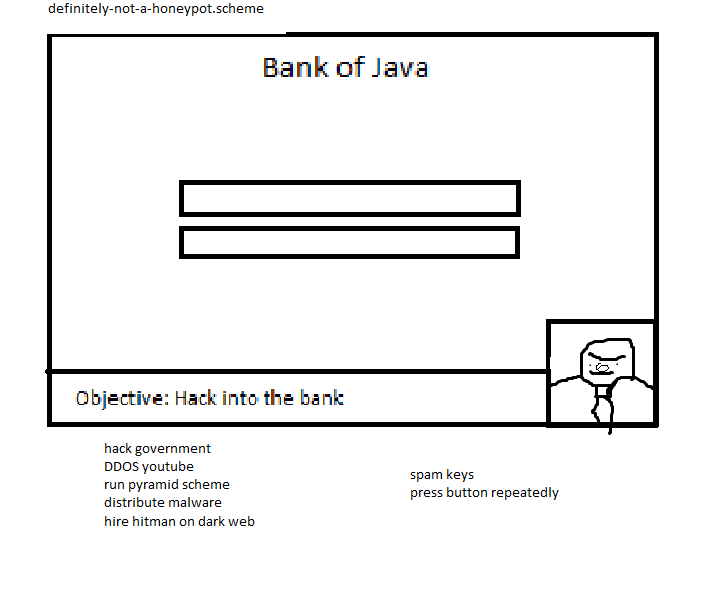 definitely-not-a-honeypot.scheme
Bank of Java
Objective: Hack into the bank
hack government
DDOS youtube
run pyramid scheme
distribute malware
hire hitman on dark web
spam keys
press button repeatedly